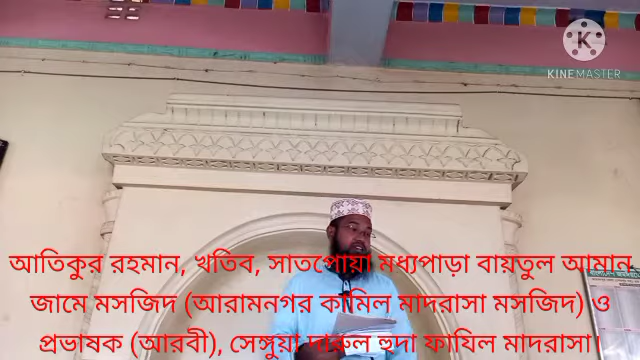 KINEMASTER
আতিকুর রহমান, খতিব, সাতপোয়া মধ্যপাড়া বায়তুল আমান
জামে মসজিদ (আরামনগর কামিল মাদরাসা মসজিদ) ও
প্রভাষক (আরবী), সেঙ্গুয়া দারুল হুদা ফাযিল মাদরাসা।